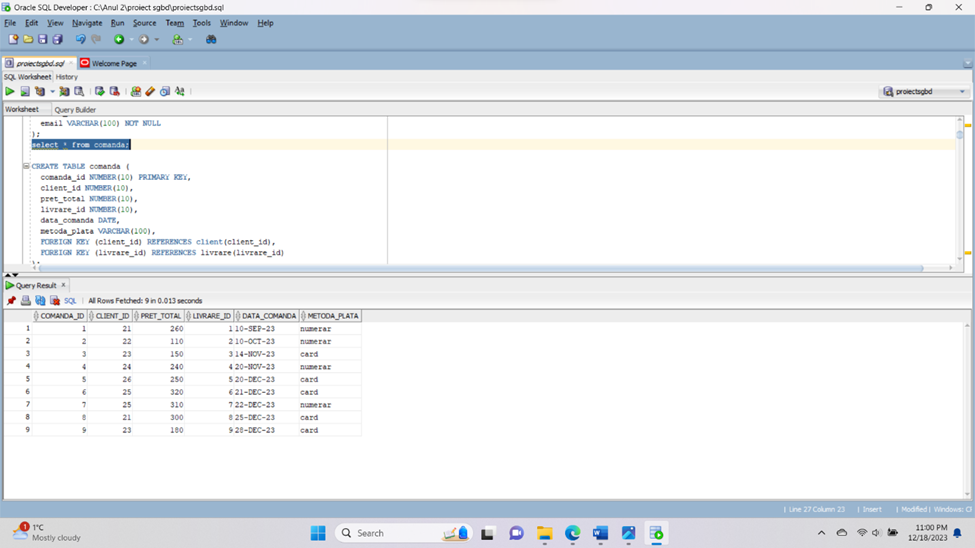 Oracle SQL Developer : C:\Anul 2\proiect sgbd\proiectsgbd.sql
File Edit View Navigate Run Source Team Tools Window Help
proiectsgbd.sql Welcome Page
SQL Worksheet History
proiectsgbd
Worksheet Query Builder
email VARCHAR(100) NOT NULL
);
select * from comanda;
CREATE TABLE comanda (
comanda_id NUMBER(10) PRIMARY KEY,
client_id NUMBER(10),
pret_total NUMBER(10),
livrare_id NUMBER(10),
data_comanda DATE,
metoda_plata VARCHAR(100),
FOREIGN KEY (client_id) REFERENCES client(client_id),
FOREIGN KEY (livrare_id) REFERENCES livrare(livrare_id)
Query Result
SQL All Rows Fetched: 9 in 0.013 seconds
COMANDA_ID CLIENT_ID PRET_TOTAL LIVRARE_ID DATA_COMANDA METODA_PLATA
1 1 21 260 1 10-SEP-23 numerar
2 2 22 110 2 10-OCT-23 numerar
3 3 23 150 3 14-NOV-23 card
4 4 24 240 4 20-NOV-23 numerar
5 5 26 250 5 20-DEC-23 card
6 6 25 320 6 21-DEC-23 card
7 7 25 310 7 22-DEC-23 numerar
8 8 21 300 8 25-DEC-23 card
9 9 23 180 9 28-DEC-23 card
Line 27 Column 23 Insert Modified Windows: C
1
1°C
Mostly cloudy
Search
11:00 PM
12/18/2023